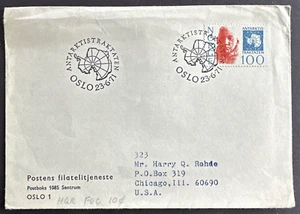 ANTARKTISTRAKTATEN
OSLO 23-6-71
ANTARKTISTRAKTATEN
OSLO 23-6-71
ANTARKTIS
TRAKTATEN
100
323
Mr. Harry Q. Rohde
P.O.Box 319
Chicago,Ill. 60690
U.S.A.
Postens filatelitjeneste
Postboks 1085 Sentrum
OSLO 1